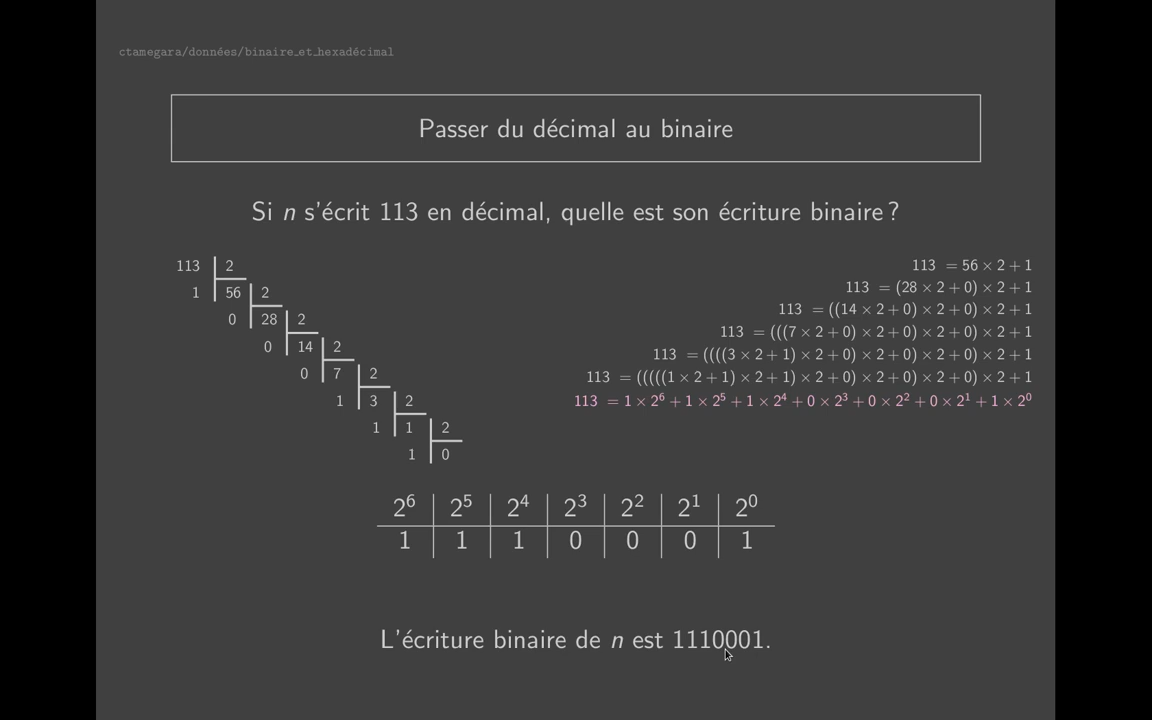 ctamegara/données/binaire_et_hexadécimal
Passer du décimal au binaire
Si n s'écrit 113 en décimal, quelle est son écriture binaire ?
113 2
1 56 2
0 28 2
0 14 2
0 7 2
1 3 2
1 1 2
1 0
113 = 56 × 2 + 1
113 = (28 × 2 + 0) × 2 + 1
113 = ((14 × 2 + 0) × 2 + 0) × 2 + 1
113 = (((7 × 2 + 0) × 2 + 0) × 2 + 0) × 2 + 1
113 = ((((3 × 2 + 1) × 2 + 0) × 2 + 0) × 2 + 0) × 2 + 1
113 = (((((1 × 2 + 1) × 2 + 1) × 2 + 0) × 2 + 0) × 2 + 0) × 2 + 1
113 = 1 × 2⁶ + 1 × 2⁵ + 1 × 2⁴ + 0 × 2³ + 0 × 2² + 0 × 2¹ + 1 × 2⁰
2⁶ 2⁵ 2⁴ 2³ 2² 2¹ 2⁰
1 1 1 0 0 0 1
L'écriture binaire de n est 1110001.